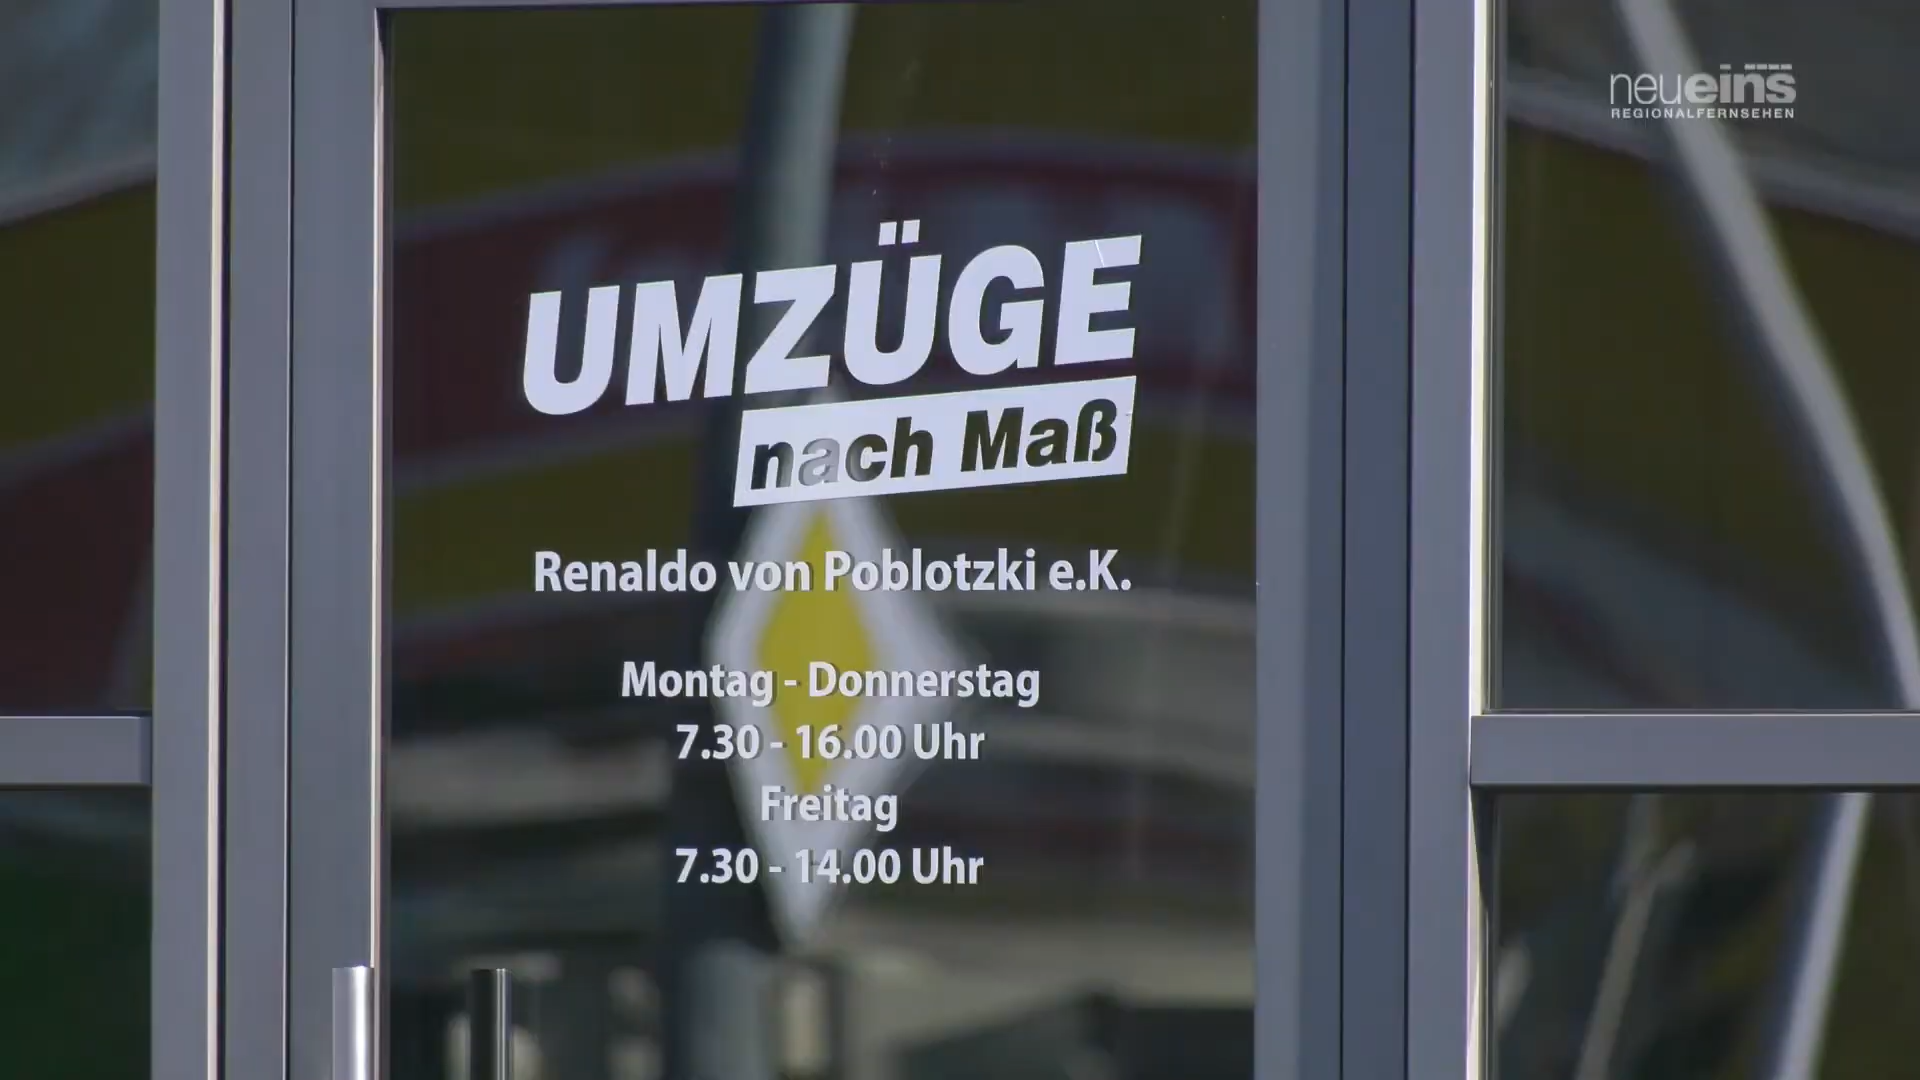 neueins
REGIONALFERNSEHEN
UMZÜGE
nach Maß
Renaldo von Poblotzki e.K.
Montag - Donnerstag
7.30 - 16.00 Uhr
Freitag
7.30 - 14.00 Uhr